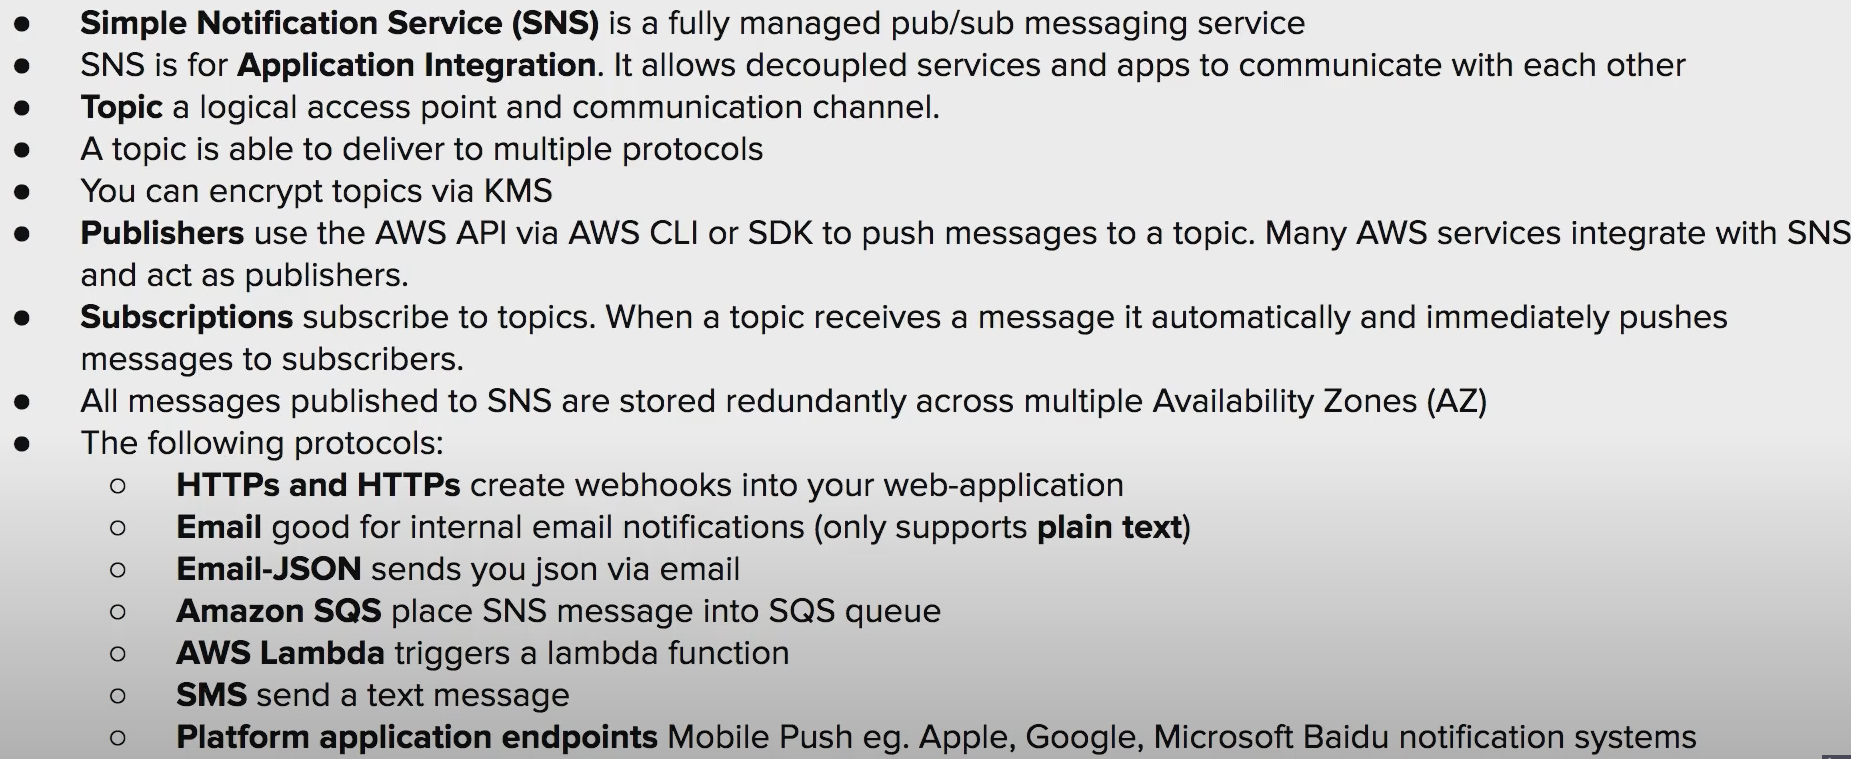 ● Simple Notification Service (SNS) is a fully managed pub/sub messaging service
● SNS is for Application Integration. It allows decoupled services and apps to communicate with each other
● Topic a logical access point and communication channel.
● A topic is able to deliver to multiple protocols
● You can encrypt topics via KMS
● Publishers use the AWS API via AWS CLI or SDK to push messages to a topic. Many AWS services integrate with SNS
and act as publishers.
● Subscriptions subscribe to topics. When a topic receives a message it automatically and immediately pushes
messages to subscribers.
● All messages published to SNS are stored redundantly across multiple Availability Zones (AZ)
● The following protocols:
○ HTTPs and HTTPs create webhooks into your web-application
○ Email good for internal email notifications (only supports plain text)
○ Email-JSON sends you json via email
○ Amazon SQS place SNS message into SQS queue
○ AWS Lambda triggers a lambda function
○ SMS send a text message
○ Platform application endpoints Mobile Push eg. Apple, Google, Microsoft Baidu notification systems